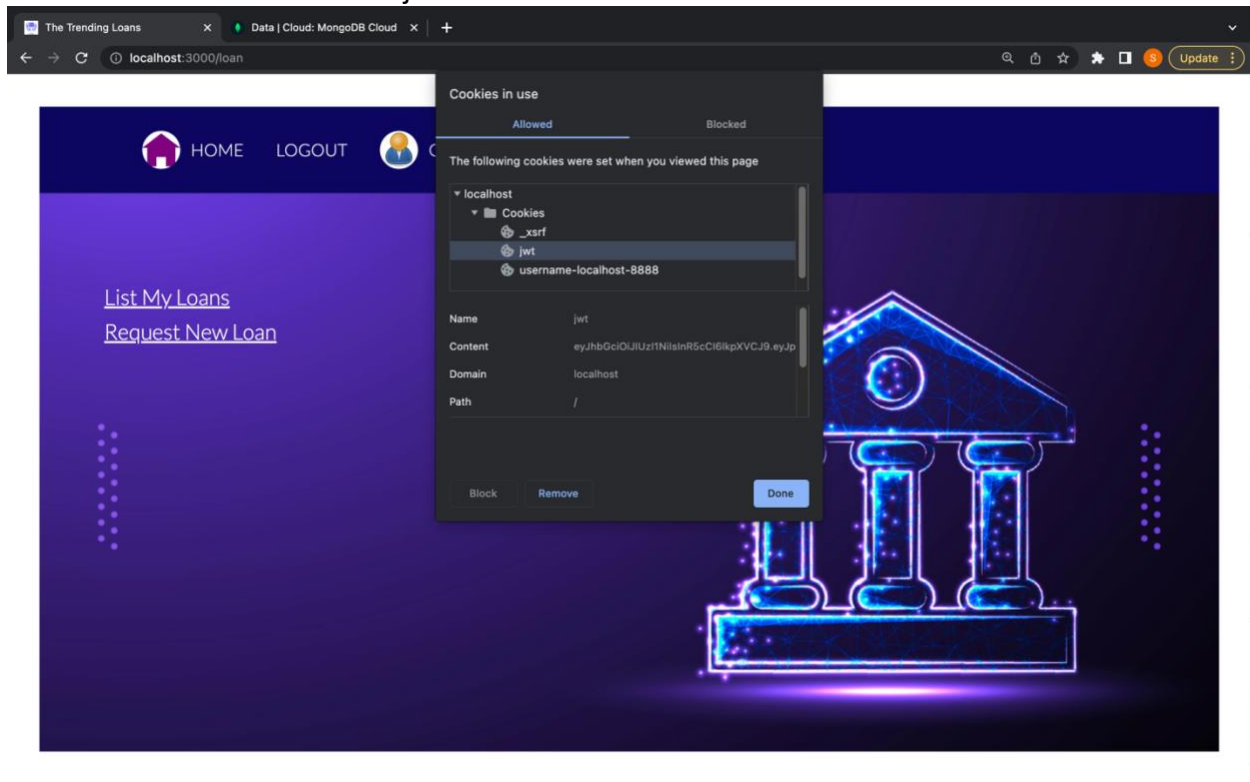 The Trending Loans
Data | Cloud: MongoDB Cloud
localhost:3000/loan
S
Update
Cookies in use
Allowed
Blocked
HOME
LOGOUT
The following cookies were set when you viewed this page
localhost
Cookies
_xsrf
jwt
username-localhost-8888
List My Loans
Request New Loan
Name jwt
Content
Domain localhost
Path /
Block
Remove
Done